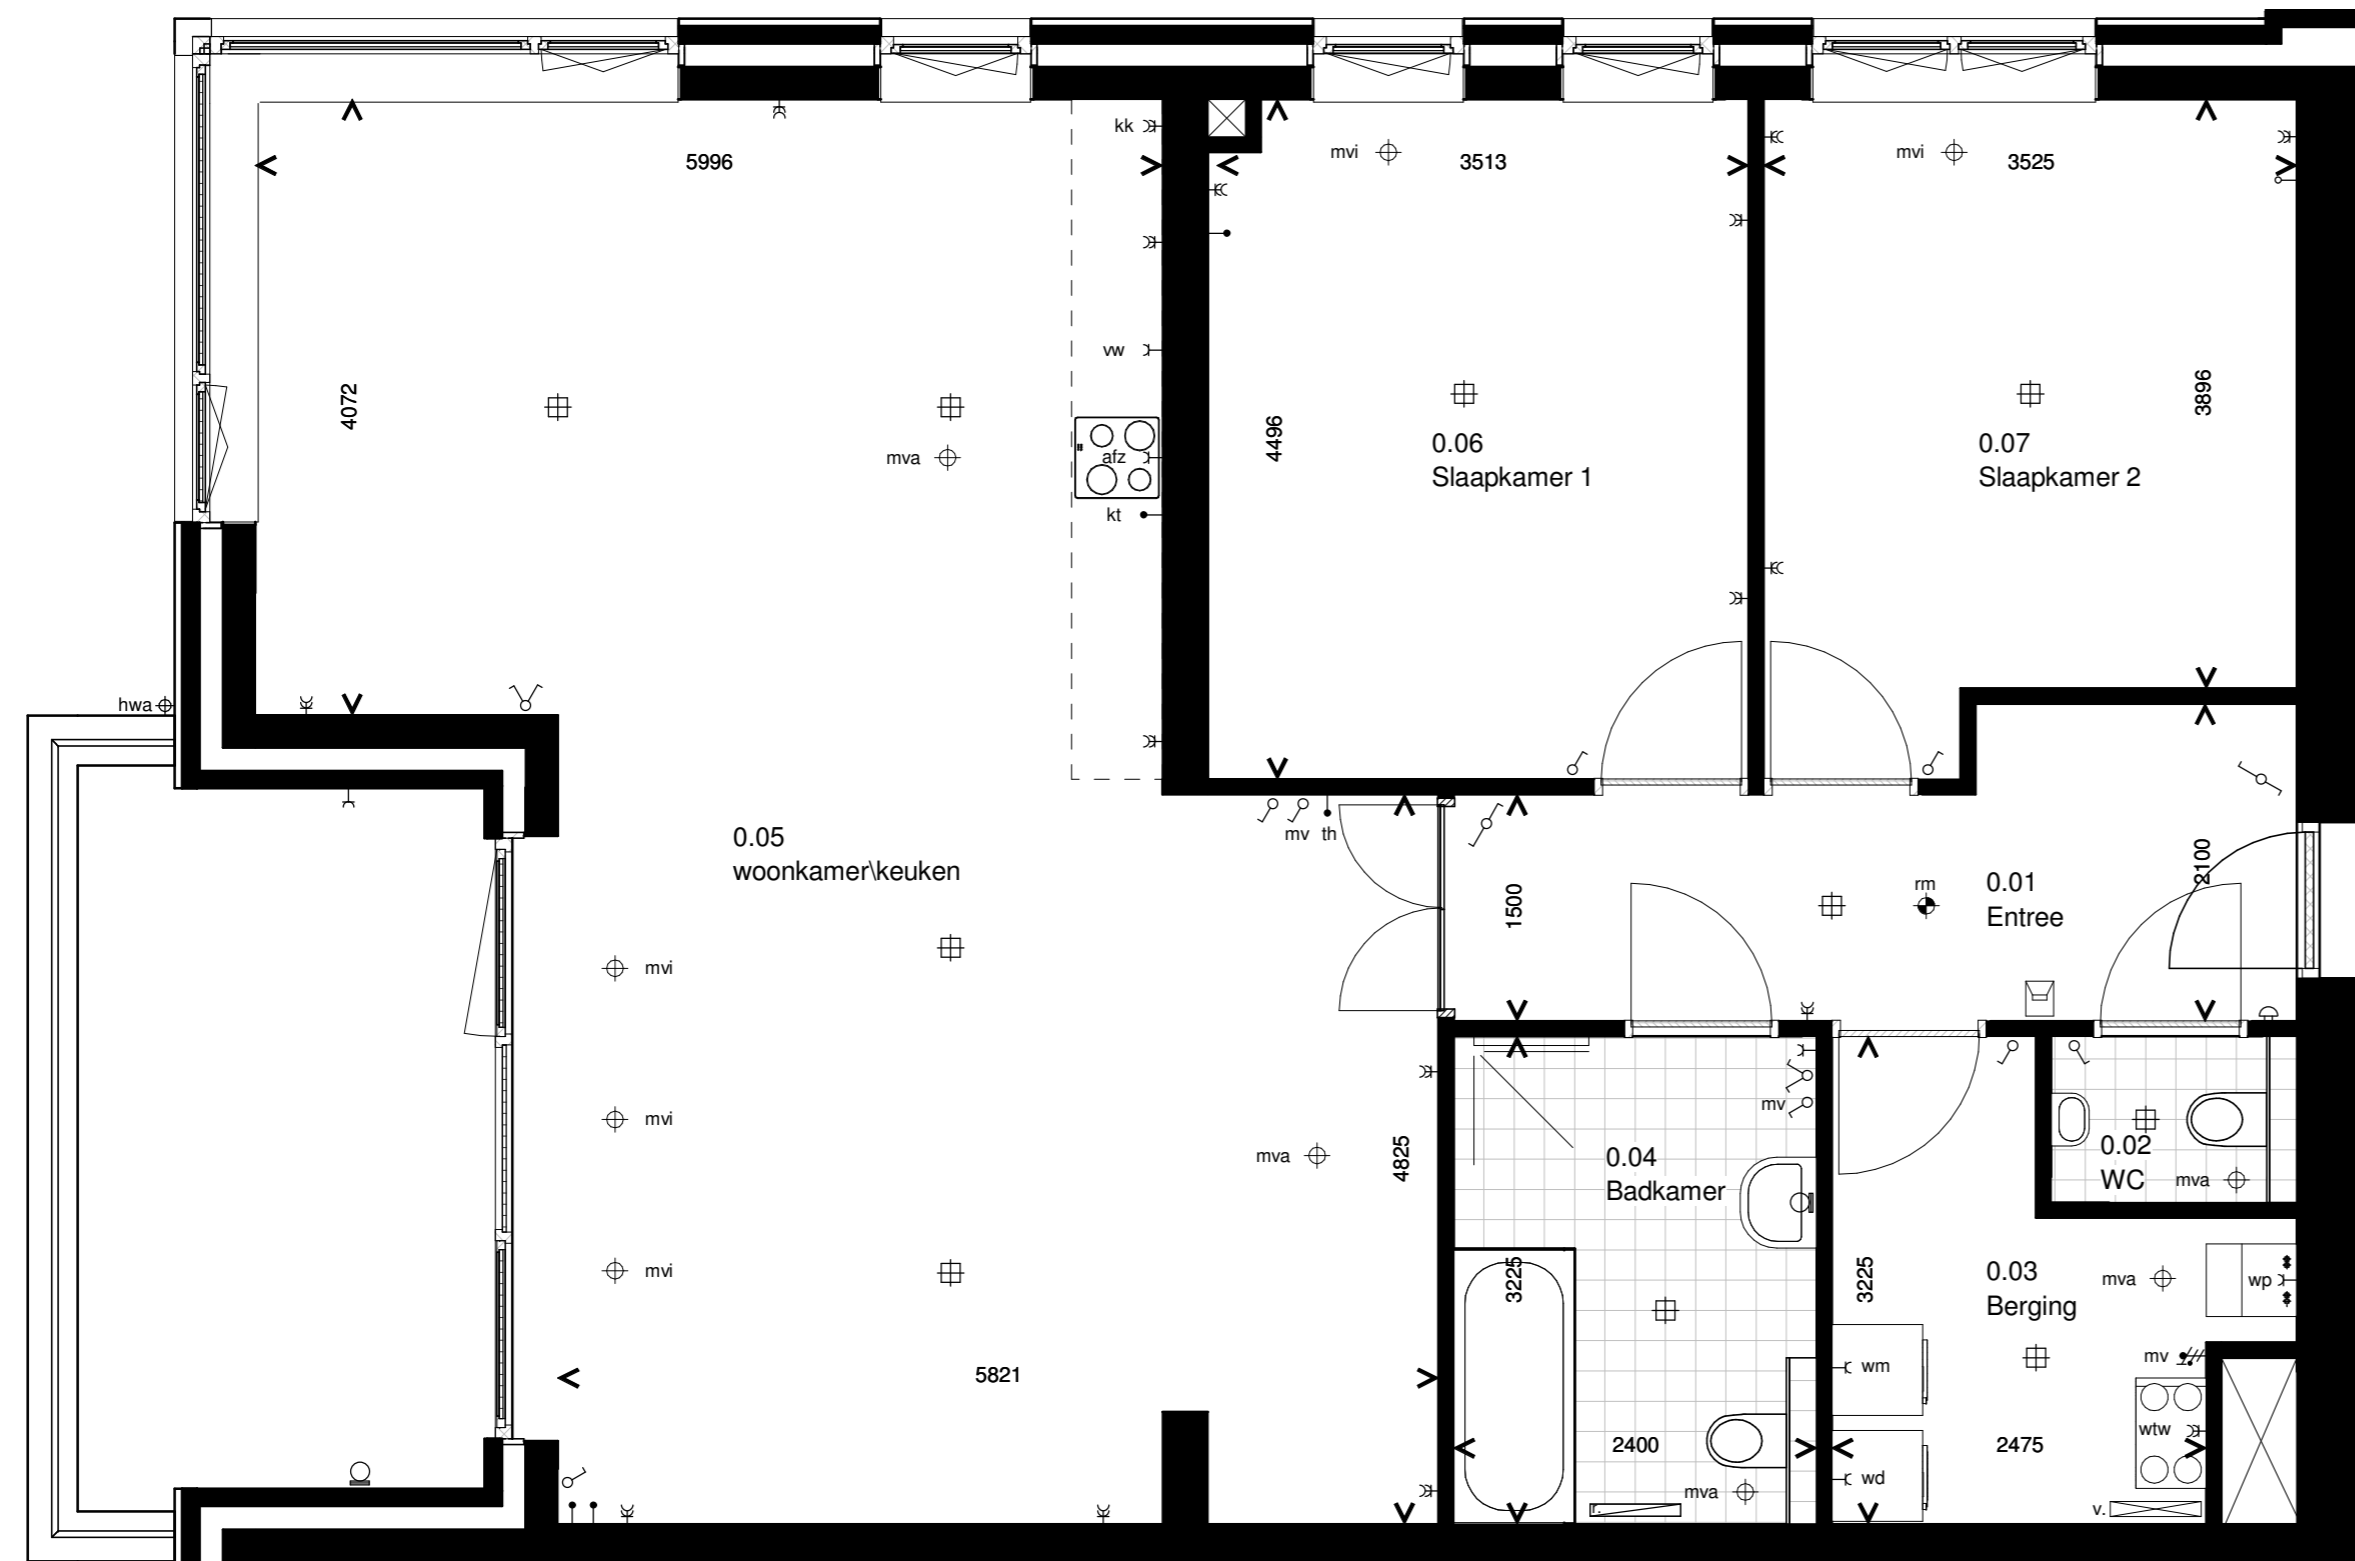 kk
5996
mvi
3513
mvi
3525
vw
4072
3896
4496
0.06
Slaapkamer 1
0.07
Slaapkamer 2
mva
afz
kt
hwa
0.05
woonkamer\keuken
mv
th
1500
rm
0.01
Entree
2100
mvi
mvi
mvi
mva
4825
mv
0.04
Badkamer
0.02
WC
mva
3225
3225
0.03
Berging
mva
wp
5821
wm
mv
2400
2475
wtw
wd
mva
r.
v.